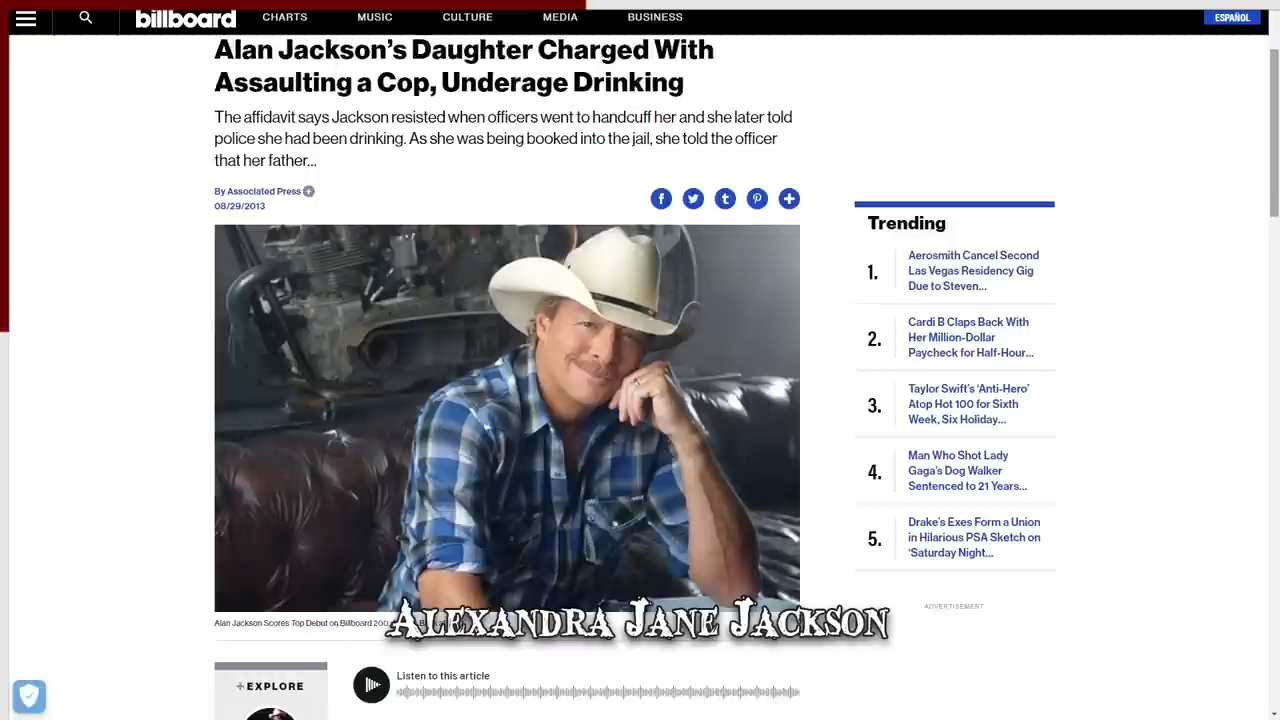 billboard
CHARTS
MUSIC
CULTURE
MEDIA
BUSINESS
ESPAÑOL
Alan Jackson’s Daughter Charged With
Assaulting a Cop, Underage Drinking
The affidavit says Jackson resisted when officers went to handcuff her and she later told
police she had been drinking. As she was being booked into the jail, she told the officer
that her father...
By Associated Press
08/29/2013
Trending
1.
Aerosmith Cancel Second
Las Vegas Residency Gig
Due to Steven...
2.
Cardi B Claps Back With
Her Million-Dollar
Paycheck for Half-Hour...
3.
Taylor Swift’s ‘Anti-Hero’
Atop Hot 100 for Sixth
Week, Six Holiday...
4.
Man Who Shot Lady
Gaga’s Dog Walker
Sentenced to 21 Years...
5.
Drake’s Exes Form a Union
in Hilarious PSA Sketch on
‘Saturday Night...
ADVERTISEMENT
Alan Jackson Scores Top Debut on Billboard 200
ALEXANDRA JANE JACKSON
+EXPLORE
Listen to this article